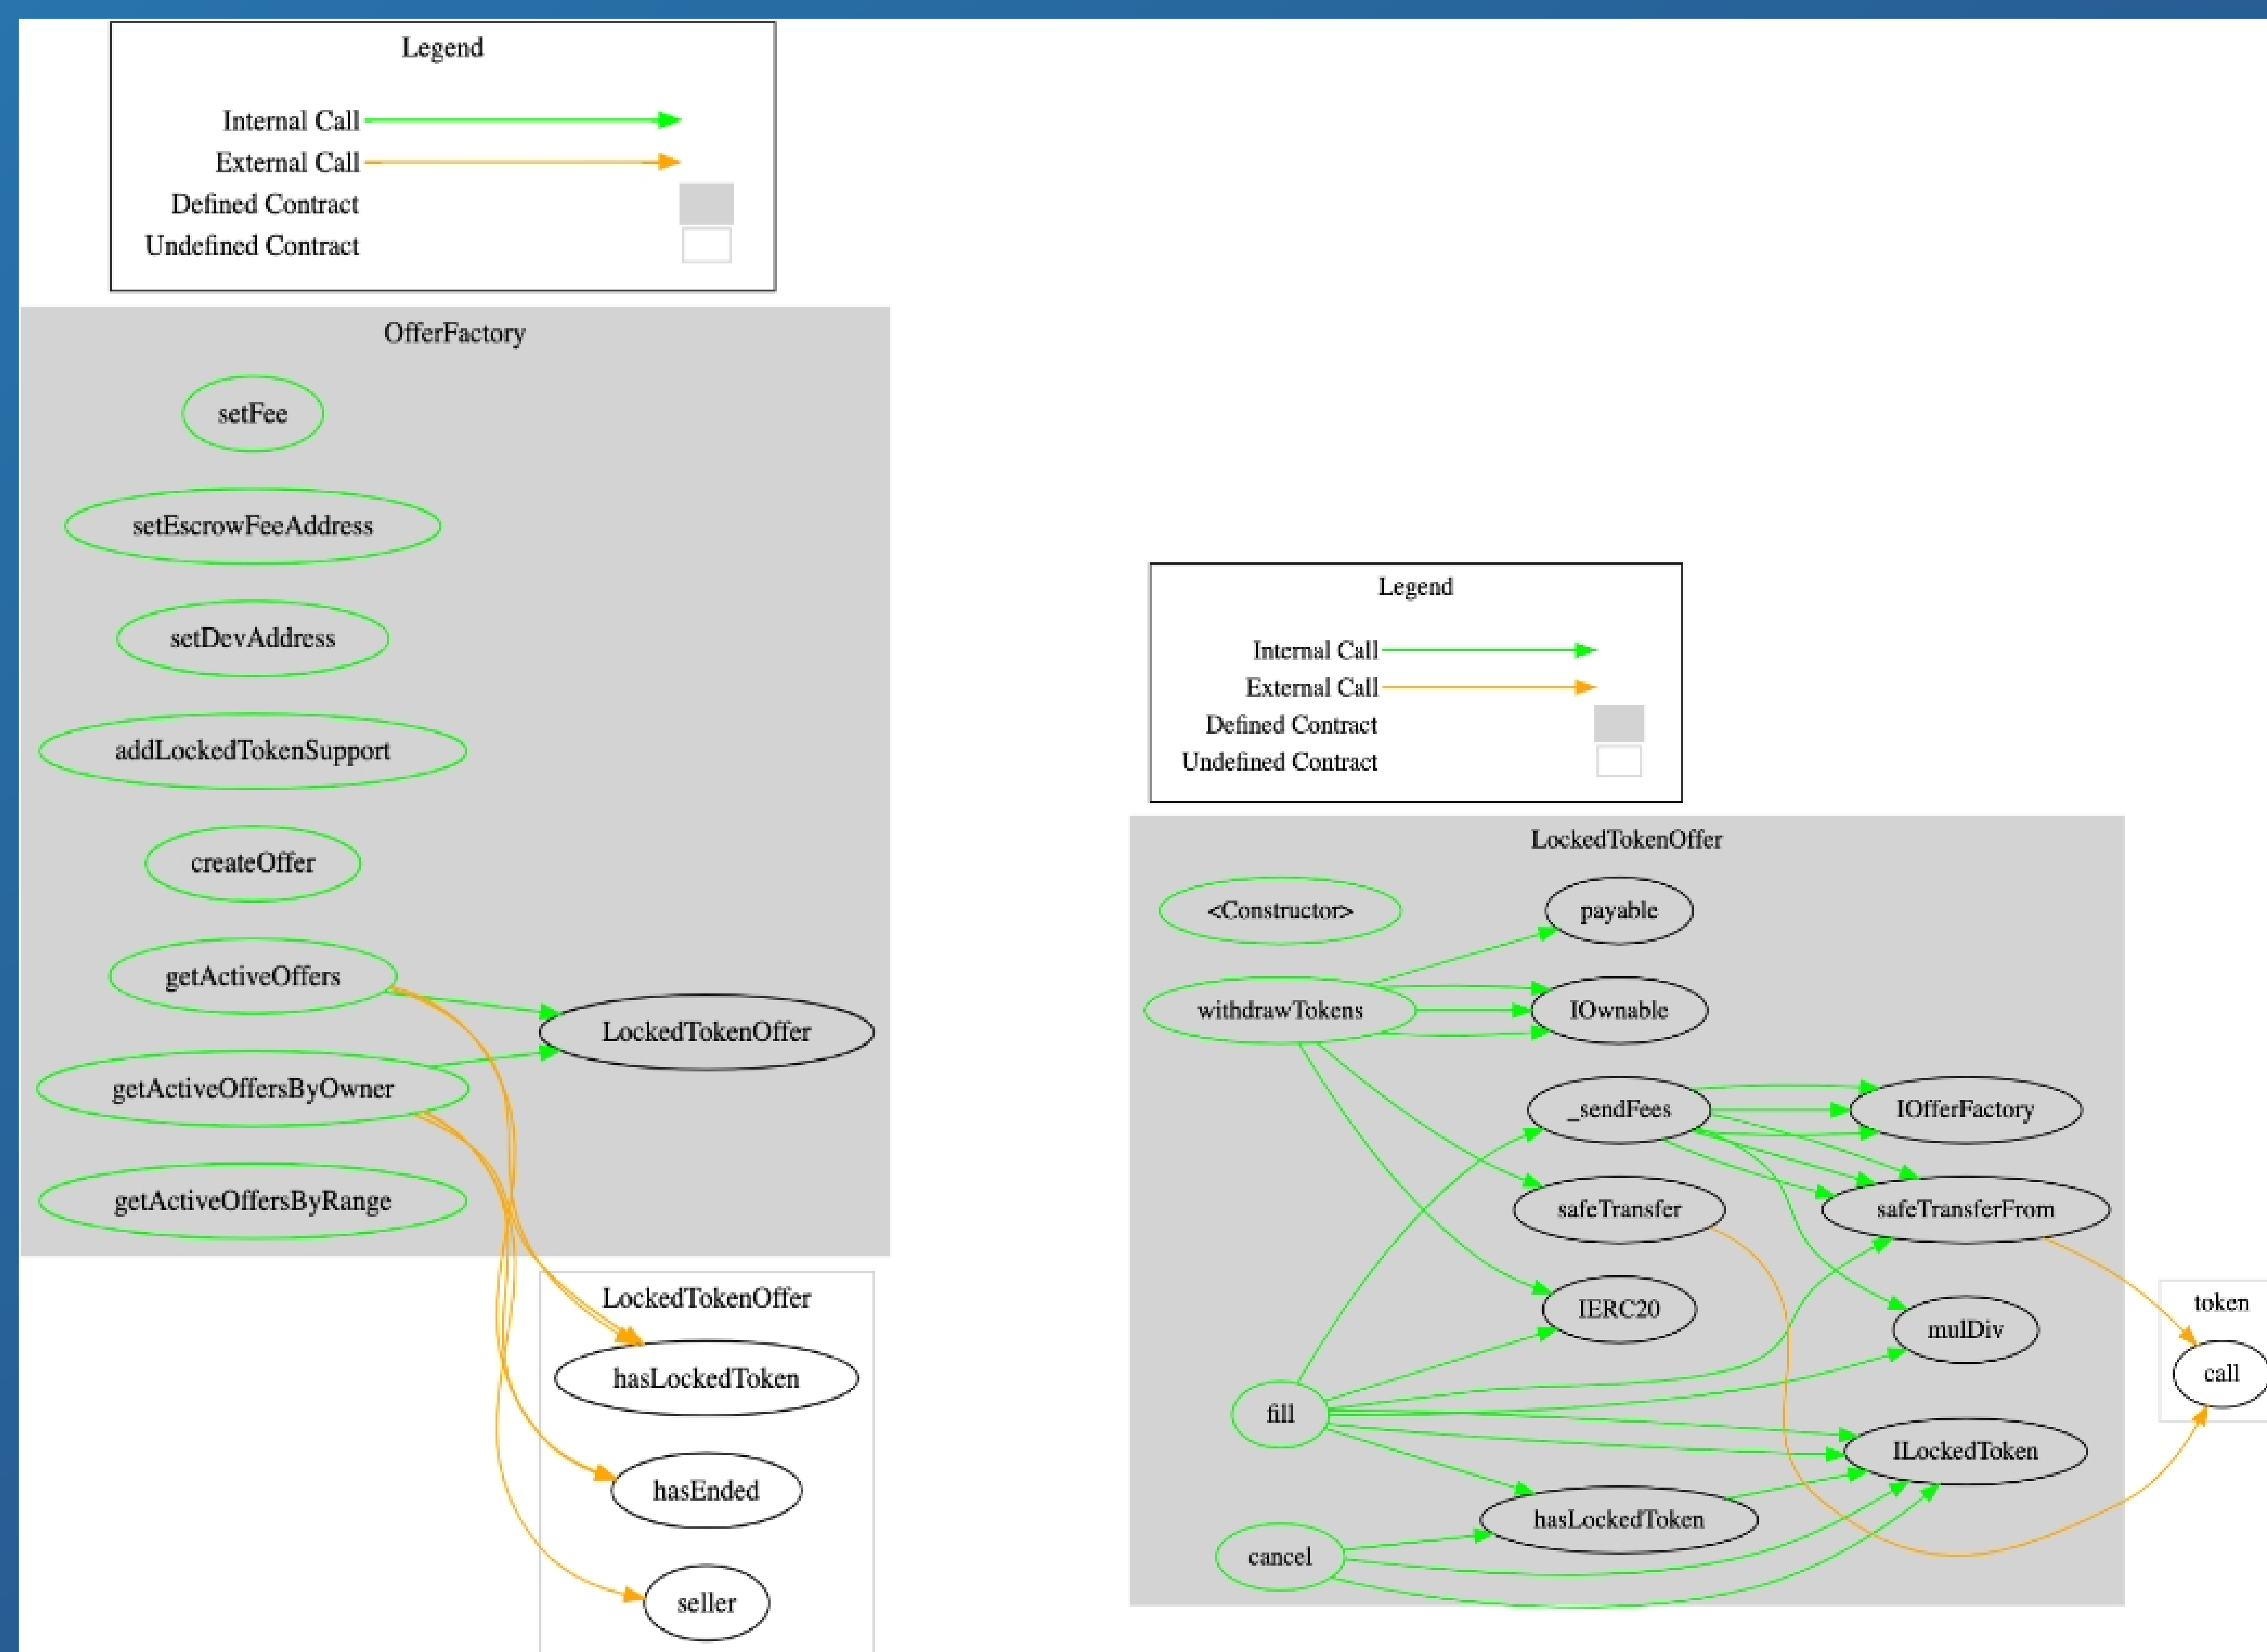 Legend
Internal Call
External Call
Defined Contract
Undefined Contract
OfferFactory
setFee
setEscrowFeeAddress
setDevAddress
addLockedTokenSupport
createOffer
getActiveOffers
LockedTokenOffer
getActiveOffersByOwner
getActiveOffersByRange
LockedTokenOffer
hasLockedToken
hasEnded
seller
Legend
Internal Call
External Call
Defined Contract
Undefined Contract
LockedTokenOffer
<Constructor>
payable
withdrawTokens
IOwnable
_sendFees
IOfferFactory
safeTransfer
safeTransferFrom
IERC20
mulDiv
fill
ILockedToken
hasLockedToken
cancel
token
call